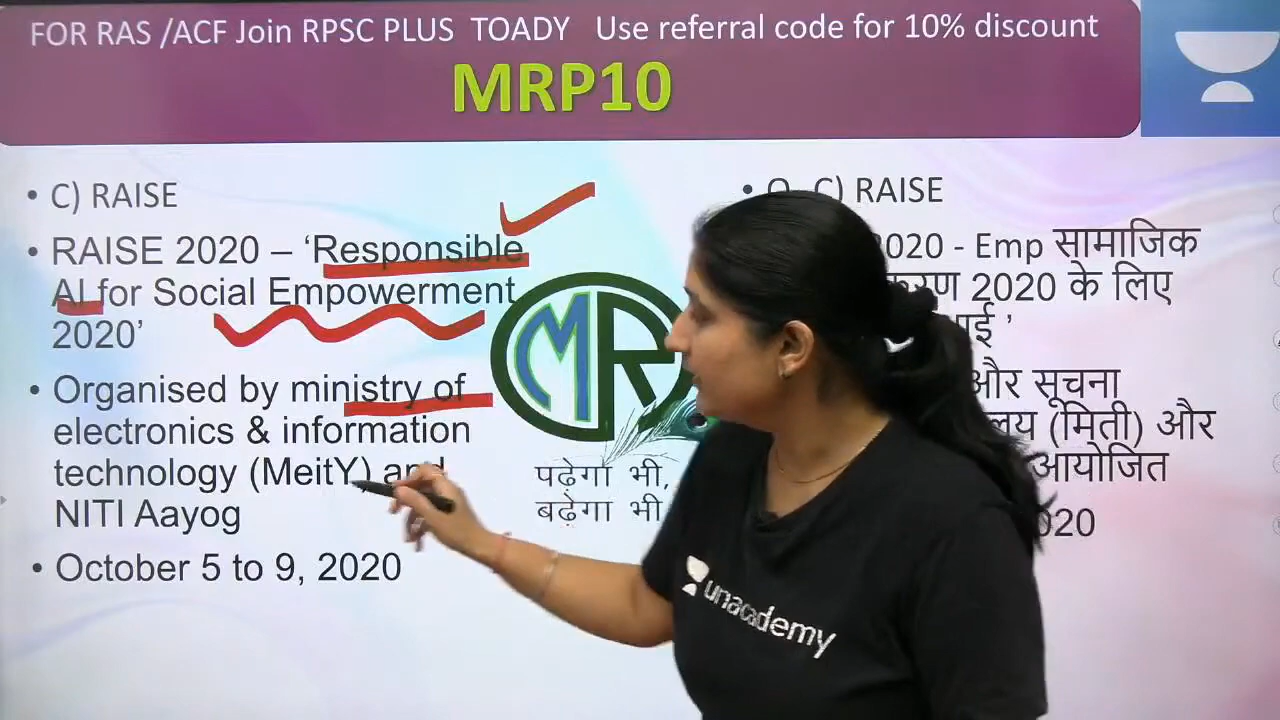 FOR RAS /ACF Join RPSC PLUS TOADY Use referral code for 10% discount
MRP10
• C) RAISE
• RAISE 2020 – ‘Responsible
AI for Social Empowerment
2020’
• Organised by ministry of
electronics & information
technology (MeitY) and
NITI Aayog
• October 5 to 9, 2020
MR
पढ़ेगा भी,
बढ़ेगा भी
• C) RAISE
2020 - Emp सामाजिक
2020 के लिए
’
और सूचना
(मिती) और
आयोजित
unacademy